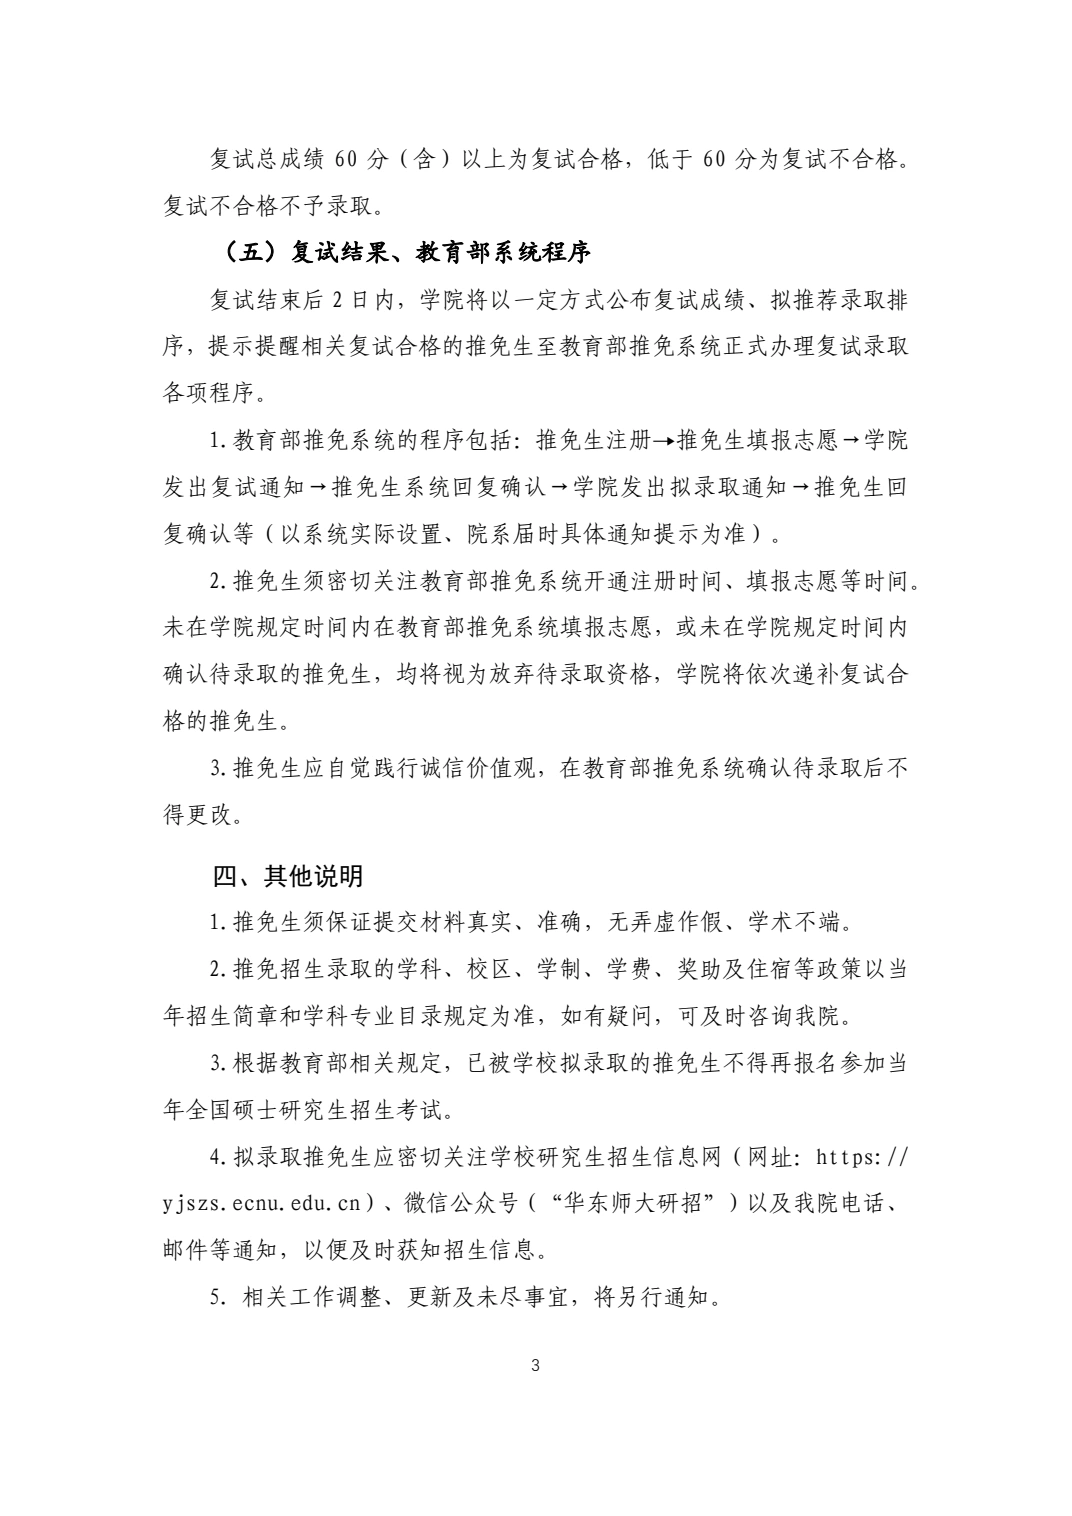 复试总成绩 60 分（含）以上为复试合格，低于 60 分为复试不合格。
复试不合格不予录取。
（五）复试结果、教育部系统程序
复试结束后 2 日内，学院将以一定方式公布复试成绩、拟推荐录取排
序，提示提醒相关复试合格的推免生至教育部推免系统正式办理复试录取
各项程序。
1.教育部推免系统的程序包括：推免生注册→推免生填报志愿→学院
发出复试通知→推免生系统回复确认→学院发出拟录取通知→推免生回
复确认等（以系统实际设置、院系届时具体通知提示为准）。
2.推免生须密切关注教育部推免系统开通注册时间、填报志愿等时间。
未在学院规定时间内在教育部推免系统填报志愿，或未在学院规定时间内
确认待录取的推免生，均将视为放弃待录取资格，学院将依次递补复试合
格的推免生。
3.推免生应自觉践行诚信价值观，在教育部推免系统确认待录取后不
得更改。
四、其他说明
1.推免生须保证提交材料真实、准确，无弄虚作假、学术不端。
2.推免招生录取的学科、校区、学制、学费、奖助及住宿等政策以当
年招生简章和学科专业目录规定为准，如有疑问，可及时咨询我院。
3.根据教育部相关规定，已被学校拟录取的推免生不得再报名参加当
年全国硕士研究生招生考试。
4.拟录取推免生应密切关注学校研究生招生信息网（网址：https://
yjszs.ecnu.edu.cn）、微信公众号（“华东师大研招”）以及我院电话、
邮件等通知，以便及时获知招生信息。
5. 相关工作调整、更新及未尽事宜，将另行通知。
3